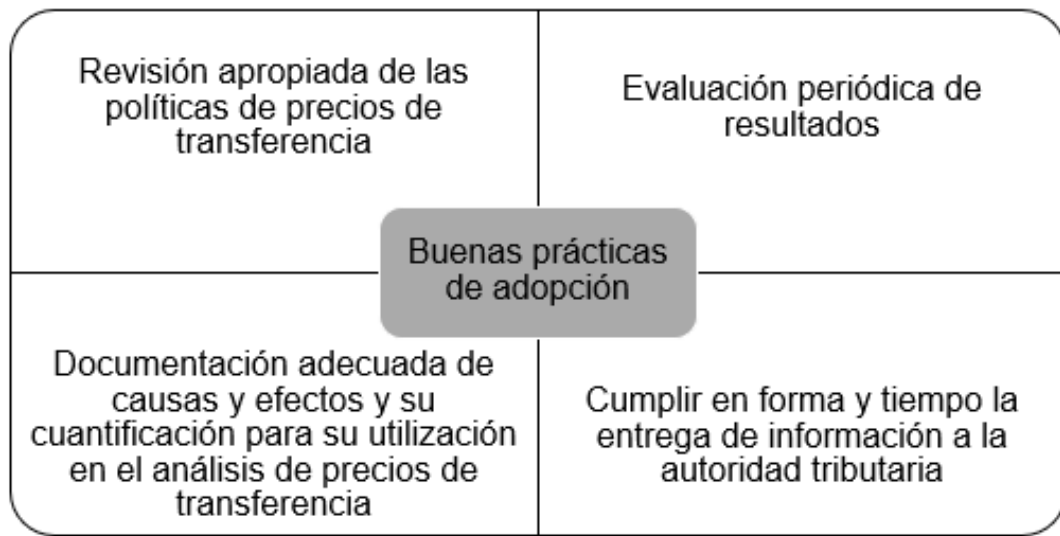 Revisión apropiada de las
políticas de precios de
transferencia
Evaluación periódica de
resultados
Buenas prácticas
de adopción
Documentación adecuada de
causas y efectos y su
cuantificación para su utilización
en el análisis de precios de
transferencia
Cumplir en forma y tiempo la
entrega de información a la
autoridad tributaria